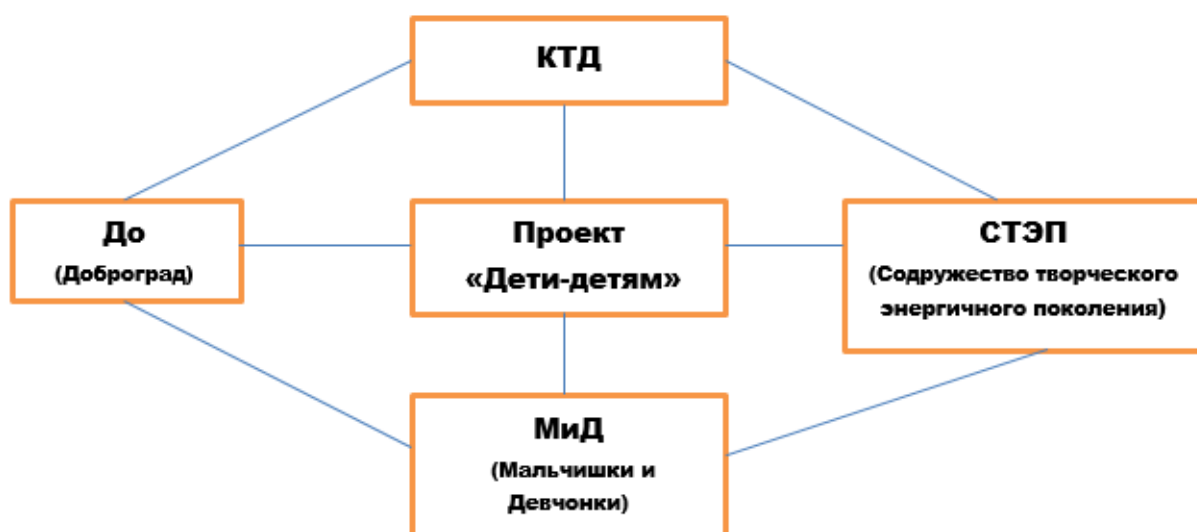 КТД
До
(Доброград)
Проект
«Дети-детям»
СТЭП
(Содружество творческого
энергичного поколения)
МиД
(Мальчишки и
Девчонки)